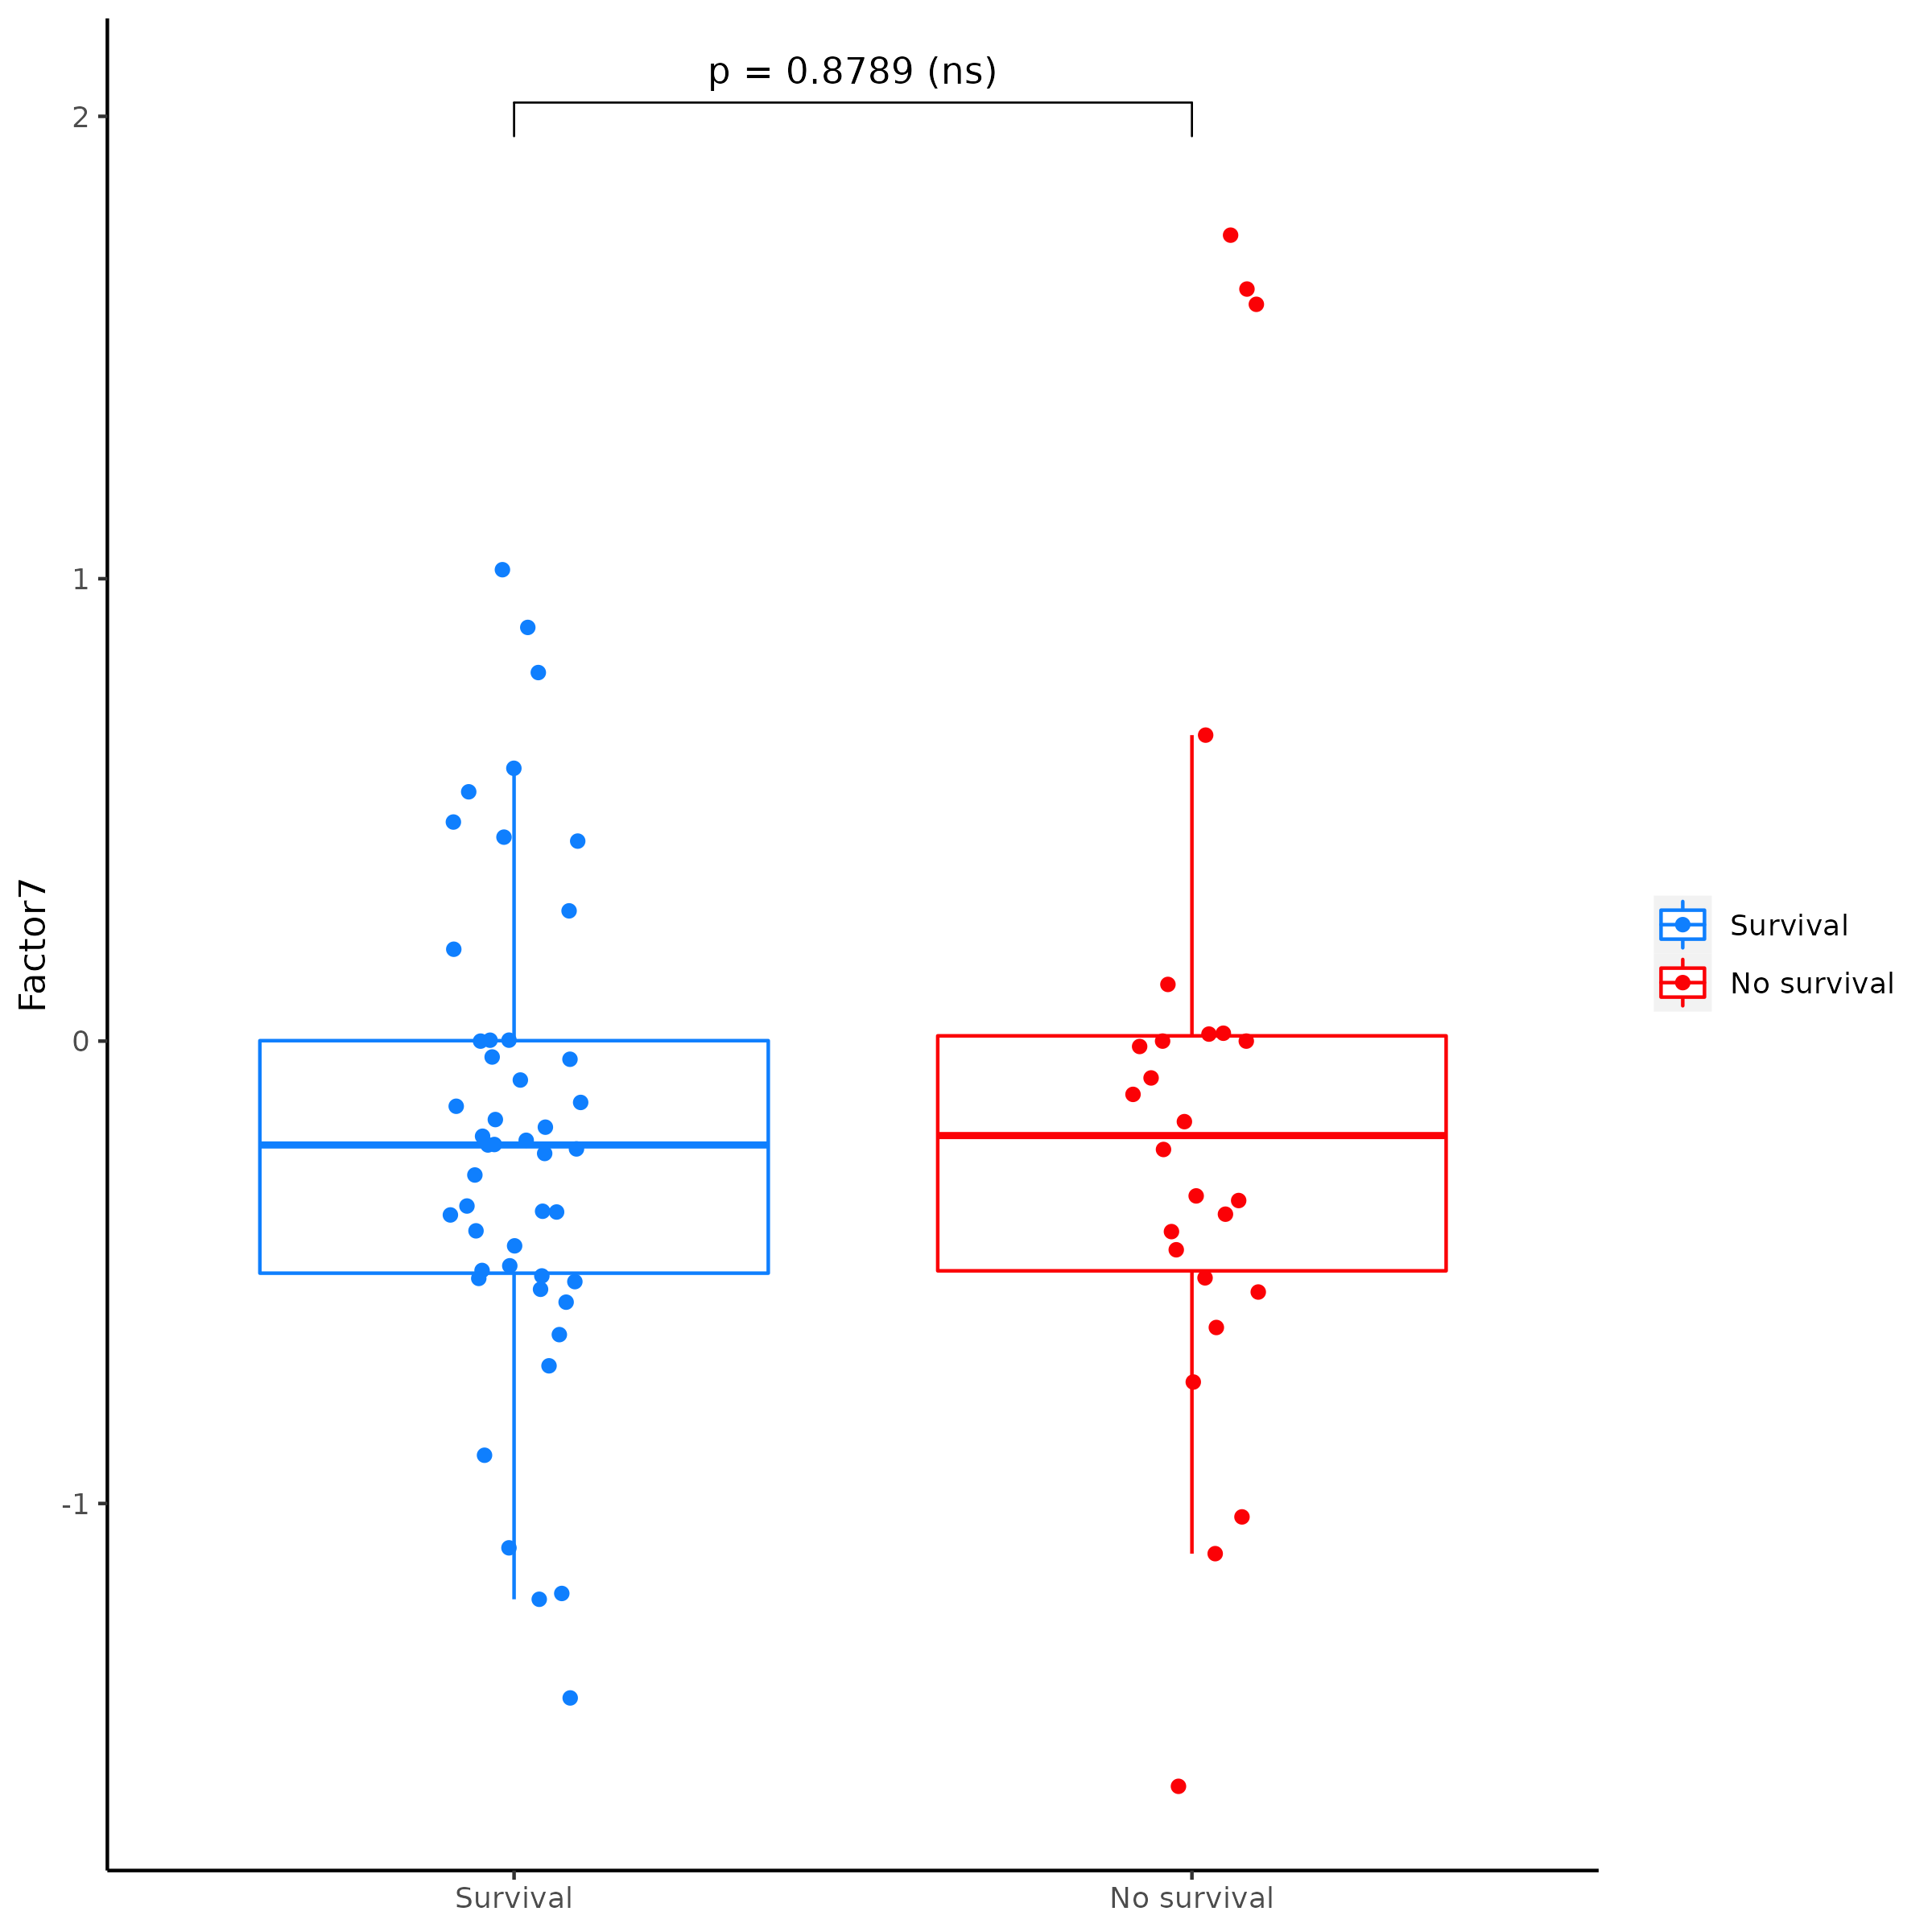 p = 0.8789 (ns)
2
1
0
-1
Factor7
Survival
No survival
Survival
No survival